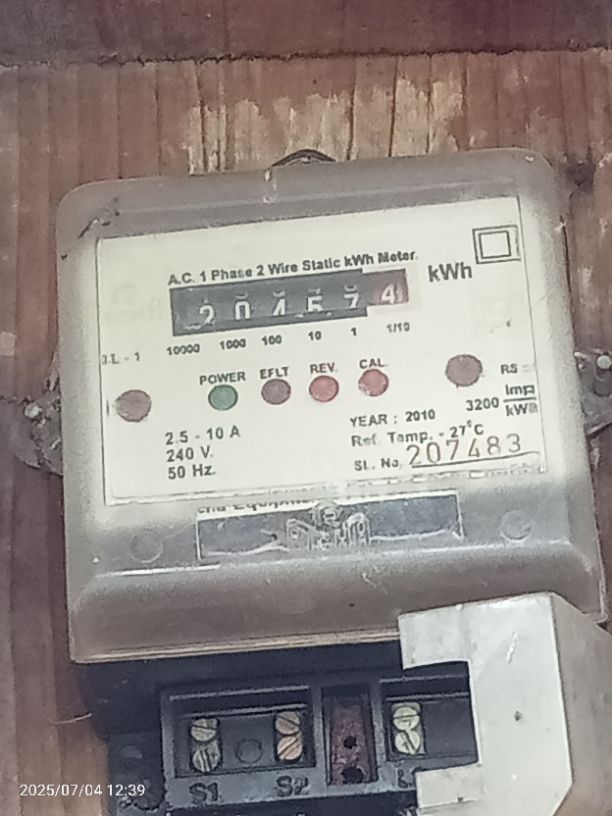 A.C. 1 Phase 2 Wire Static kWh Meter.
2 0 4 5 7 4 kWh
10000 1000 100 10 1 1/10
POWER EFLT REV. CAL RS
3200 Imp/kWh
2.5 - 10 A
240 V.
50 Hz.
YEAR : 2010
Ref. Temp. - 27°C
SL. No. 207483
S1 S2
2025/07/04 12:39